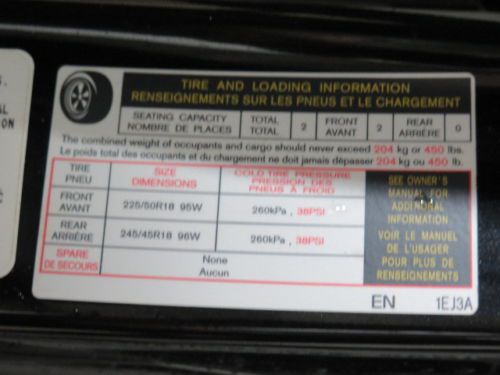 TIRE AND LOADING INFORMATION
RENSEIGNEMENTS SUR LES PNEUS ET LE CHARGEMENT
SEATING CAPACITY
NOMBRE DE PLACES
TOTAL
TOTAL
2
FRONT
AVANT
2
REAR
ARRIÈRE
0
The combined weight of occupants and cargo should never exceed 204 kg or 450 lbs.
Le poids total des occupants et du chargement ne doit jamais dépasser 204 kg ou 450 lb.
TIRE
PNEU
SIZE
DIMENSIONS
COLD TIRE PRESSURE
PRESSION DES
PNEUS A FROID
SEE OWNER'S
MANUAL FOR
ADDITIONAL
INFORMATION
VOIR LE MANUEL
DE L'USAGER
POUR PLUS DE
RENSEIGNEMENTS
FRONT
AVANT
225/50R18 95W
260kPa , 38PSI
REAR
ARRIÈRE
245/45R18 96W
260kPa , 38PSI
SPARE
DE SECOURS
None
Aucun
EN 1EJ3A
S.
AL
ION